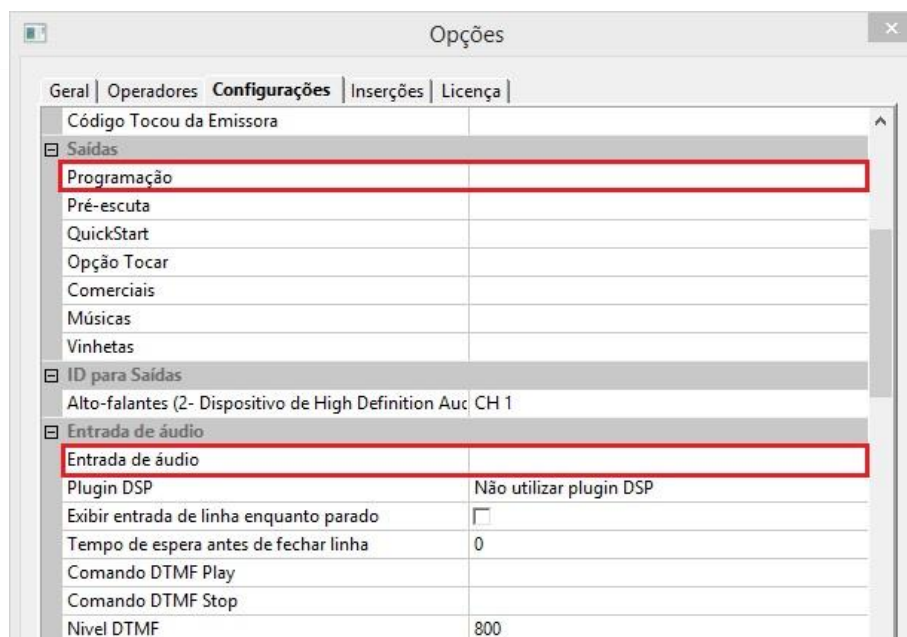 Opções
Geral Operadores Configurações Inserções Licença
Código Tocou da Emissora
Saídas
Programação
Pré-escuta
QuickStart
Opção Tocar
Comerciais
Músicas
Vinhetas
ID para Saídas
Alto-falantes (2- Dispositivo de High Definition Auc CH 1
Entrada de áudio
Entrada de áudio
Plugin DSP Não utilizar plugin DSP
Exibir entrada de linha enquanto parado
Tempo de espera antes de fechar linha 0
Comando DTMF Play
Comando DTMF Stop
Nivel DTMF 800